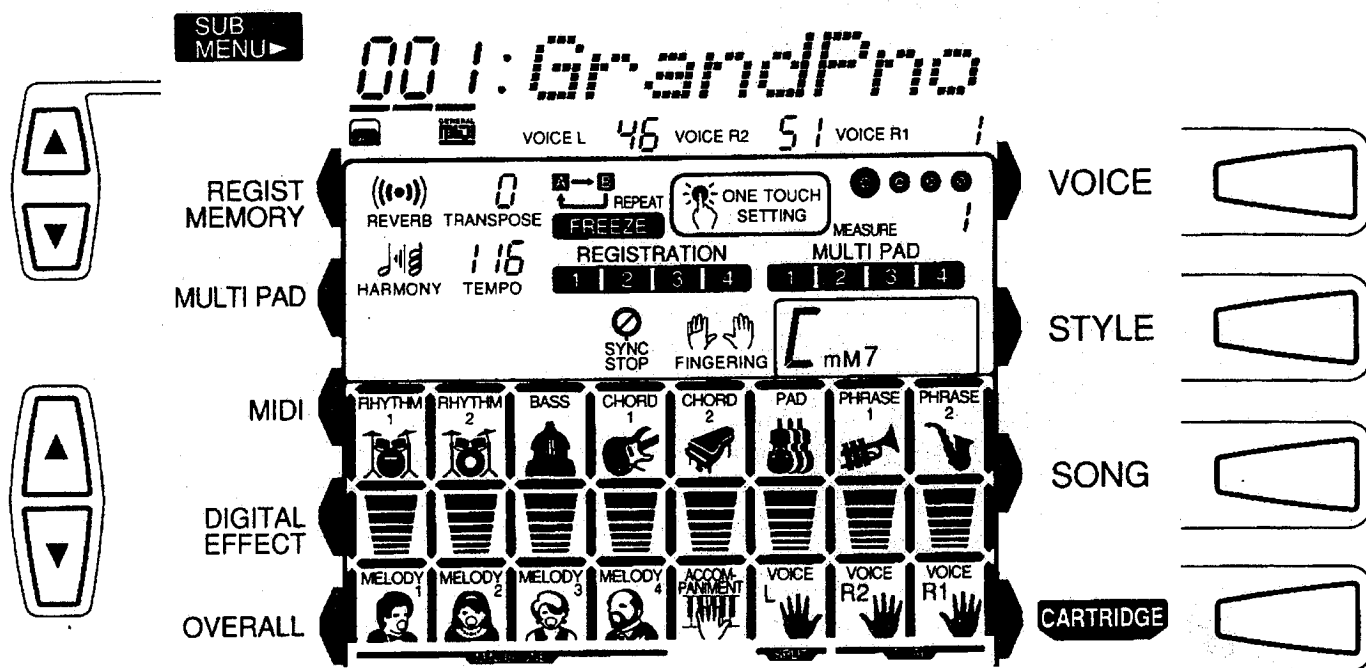 SUB
MENU►
001:GrandPno
GENERAL
VOICE L 46 VOICE R2 51 VOICE R1 1
REGIST
MEMORY
REVERB
0
TRANSPOSE
A → B
REPEAT
FREEZE
ONE TOUCH
SETTING
MEASURE 1
VOICE
HARMONY
116
TEMPO
REGISTRATION
1 2 3 4
MULTI PAD
1 2 3 4
MULTI PAD
SYNC
STOP
FINGERING
C mM7
STYLE
MIDI
RHYTHM
1
RHYTHM
2
BASS
CHORD
1
CHORD
2
PAD
PHRASE
1
PHRASE
2
SONG
DIGITAL
EFFECT
OVERALL
MELODY
1
MELODY
2
MELODY
3
MELODY
4
ACCOM-
PANIMENT
VOICE
L
VOICE
R2
VOICE
R1
CARTRIDGE